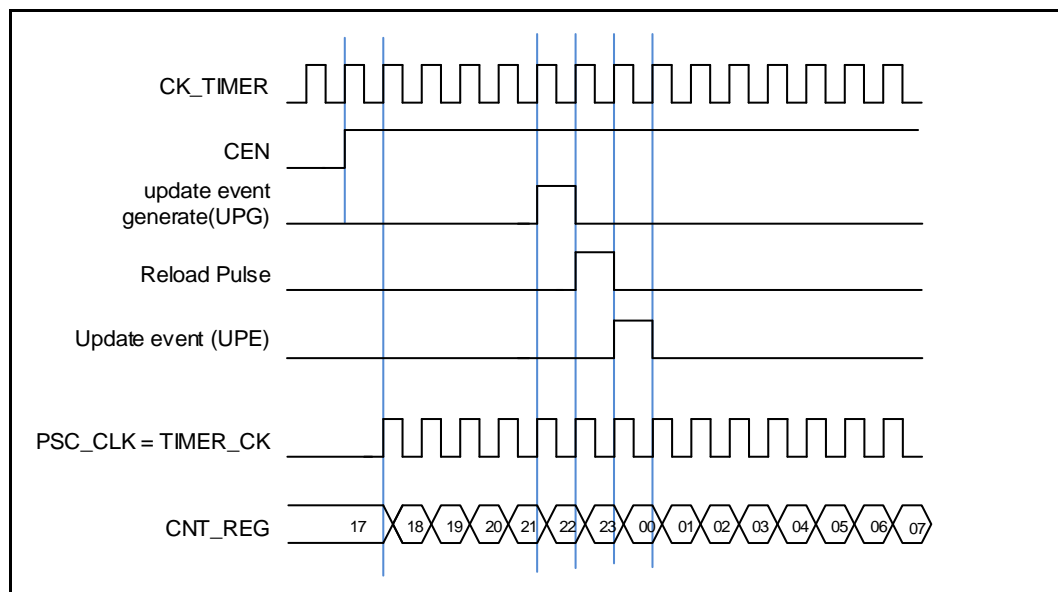 CK_TIMER
CEN
update event
generate(UPG)
Reload Pulse
Update event (UPE)
PSC_CLK = TIMER_CK
CNT_REG 17 18 19 20 21 22 23 00 01 02 03 04 05 06 07